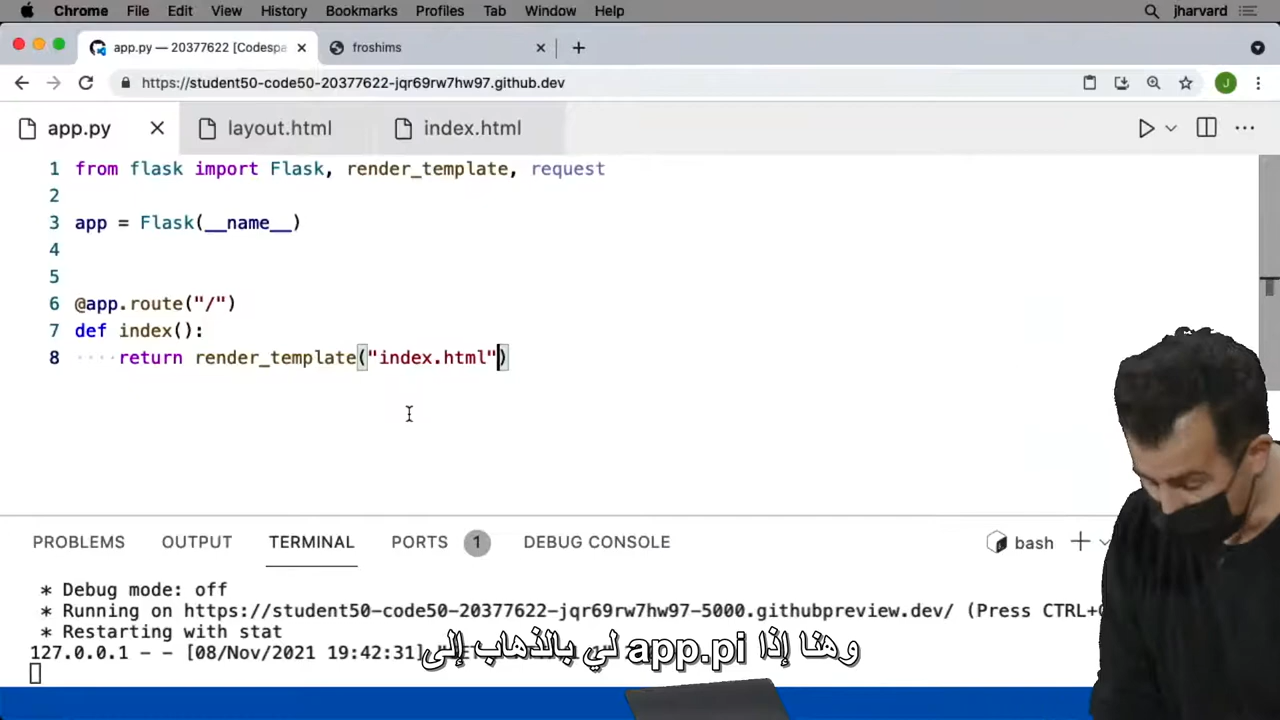 Chrome File Edit View History Bookmarks Profiles Tab Window Help jharvard
app.py — 20377622 [Codespa froshims
https://student50-code50-20377622-jqr69rw7hw97.github.dev J
app.py layout.html index.html
1 from flask import Flask, render_template, request
2
3 app = Flask(__name__)
4
5
6 @app.route("/")
7 def index():
8 ····return render_template("index.html")
PROBLEMS OUTPUT TERMINAL PORTS 1 DEBUG CONSOLE bash
* Debug mode: off
* Running on https://student50-code50-20377622-jqr69rw7hw97-5000.githubpreview.dev/ (Press CTRL+C
* Restarting with stat
127.0.0.1 - - [08/Nov/2021 19:42:31]
وهنا إذا app.pi لي بالذهاب إلى